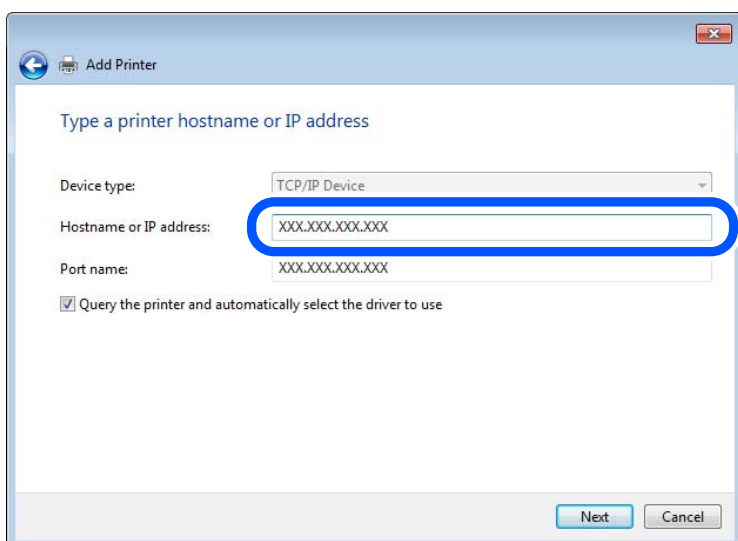 Add Printer
Type a printer hostname or IP address
Device type: TCP/IP Device
Hostname or IP address: XXX.XXX.XXX.XXX
Port name: XXX.XXX.XXX.XXX
Query the printer and automatically select the driver to use
Next Cancel